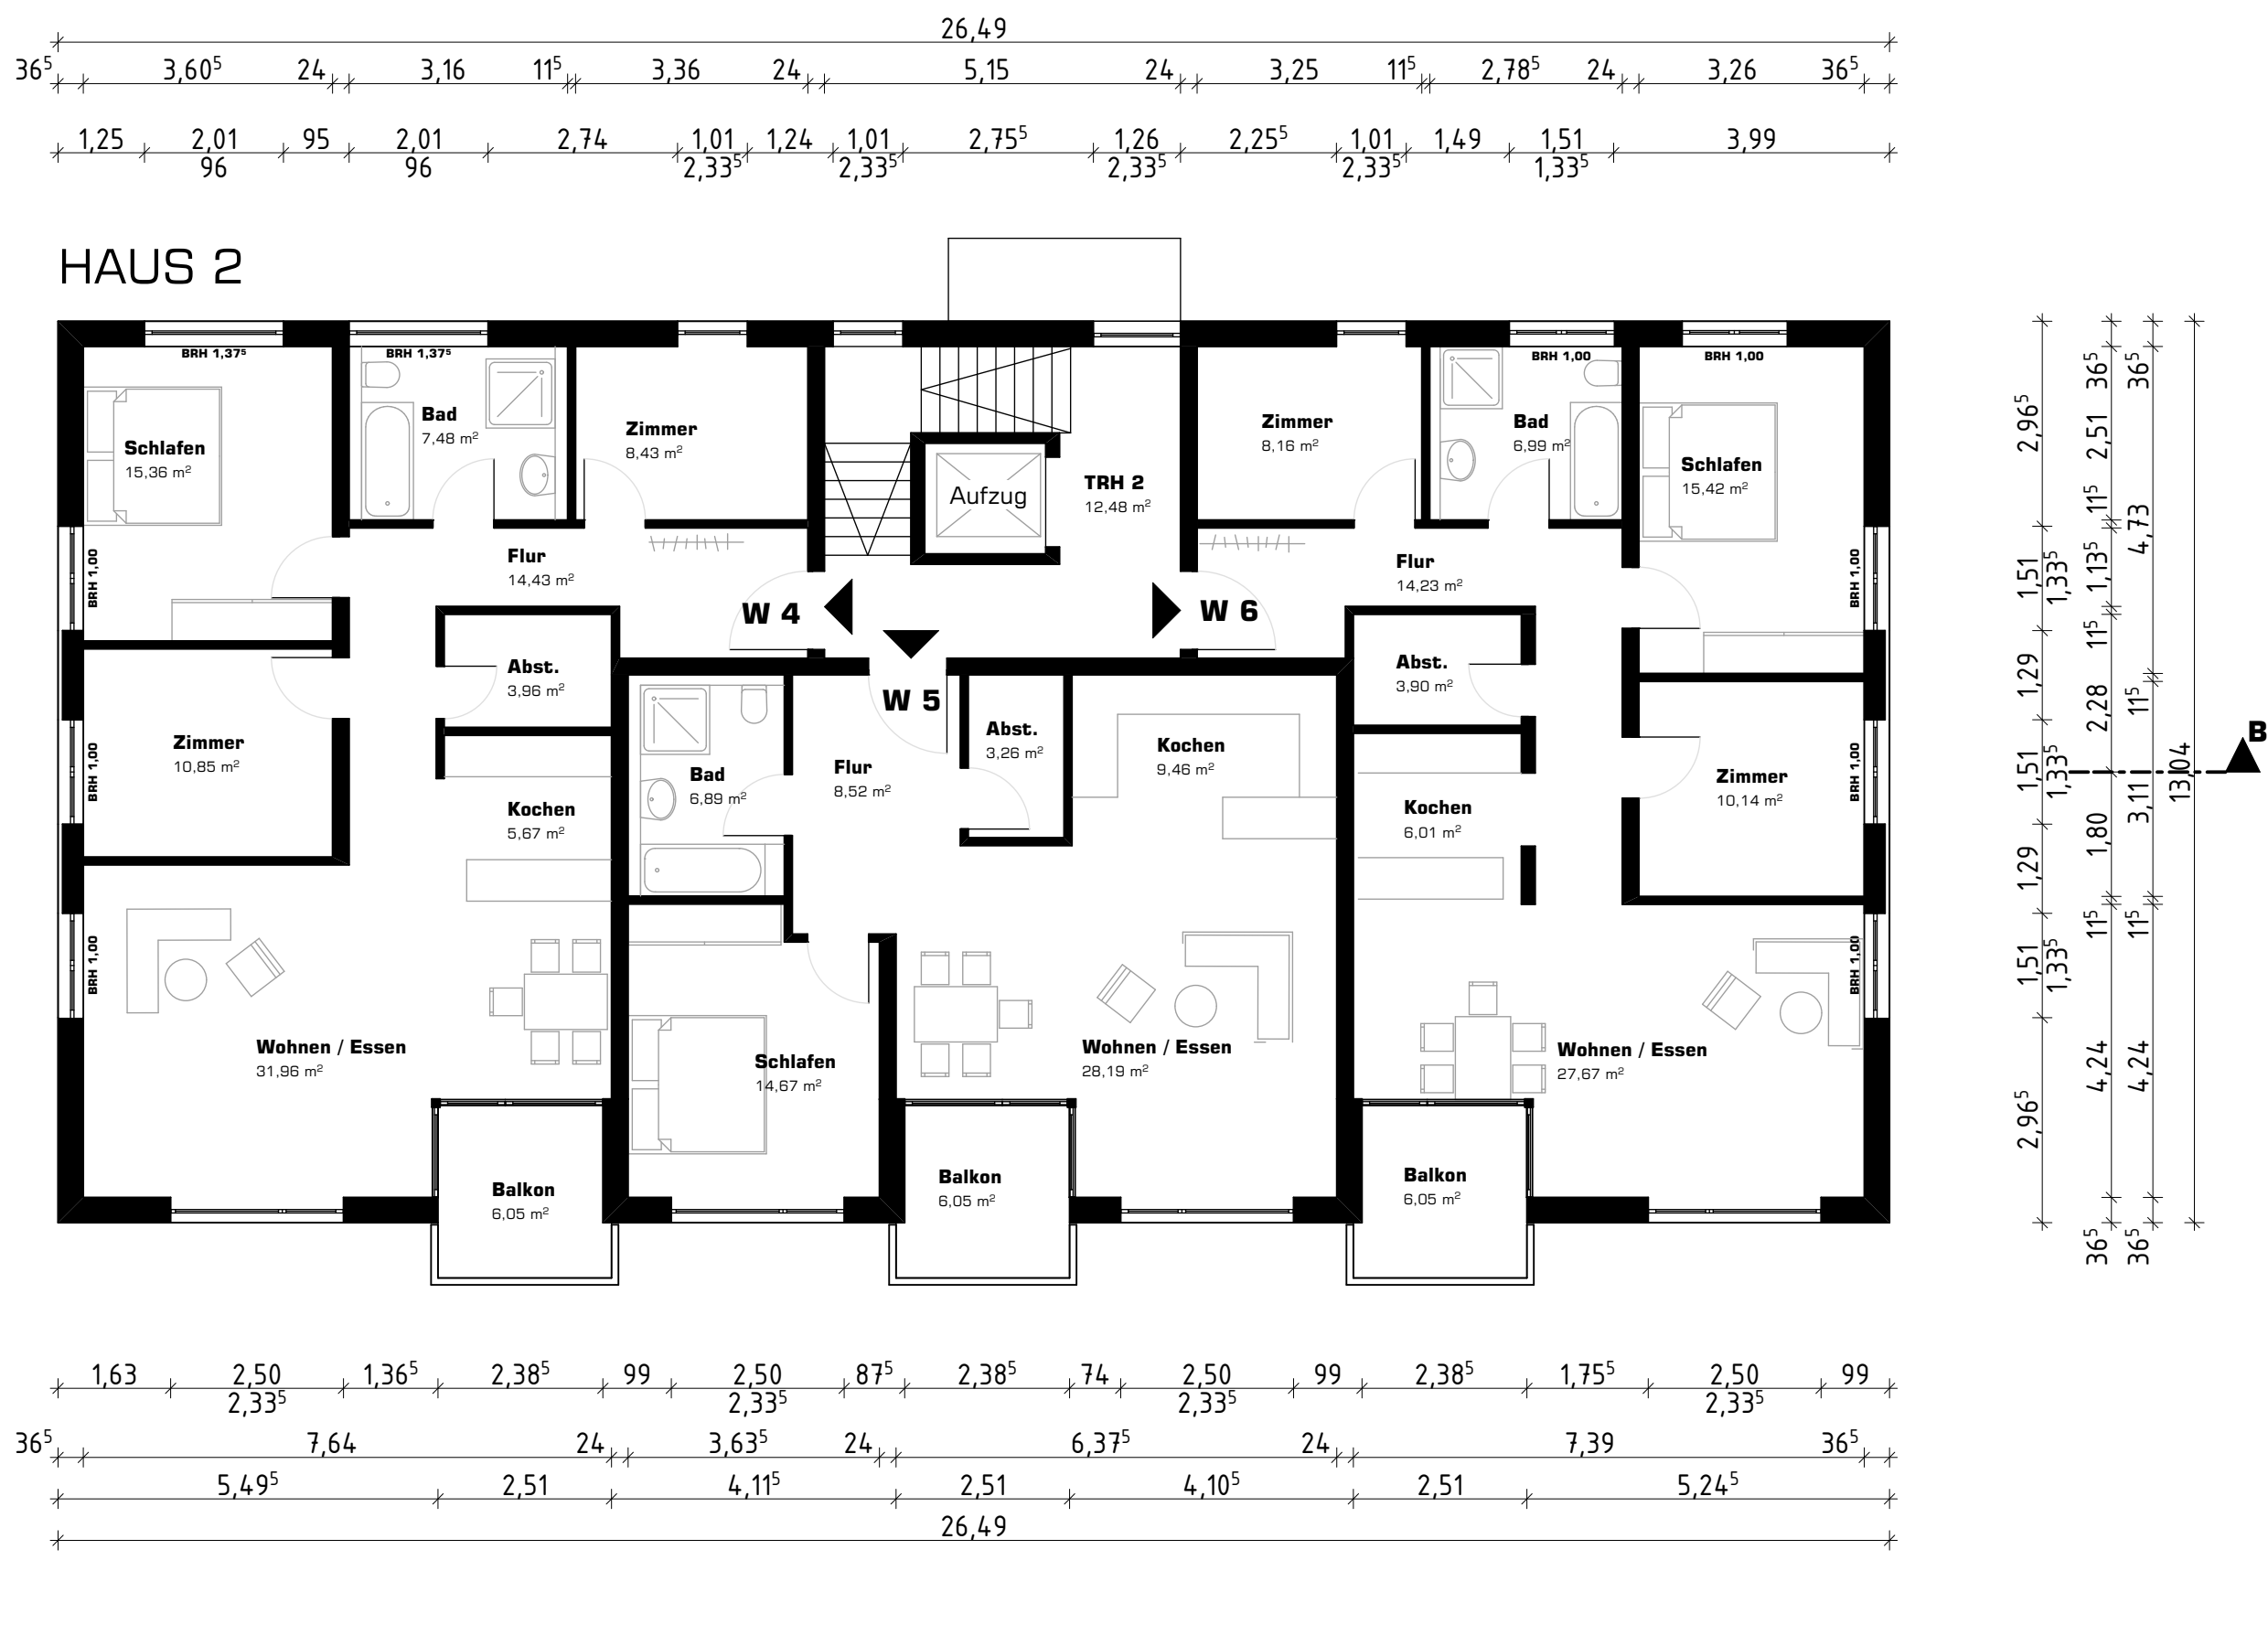 26,49
36⁵ 3,60⁵ 24 3,16 11⁵ 3,36 24 5,15 24 3,25 11⁵ 2,78⁵ 24 3,26 36⁵
1,25 2,01 95 2,01 2,74 1,01 1,24 1,01 2,75⁵ 1,26 2,25⁵ 1,01 1,49 1,51 3,99
96 96 2,33⁵ 2,33⁵ 2,33⁵ 2,33⁵ 1,33⁵
HAUS 2
BRH 1,37⁵
BRH 1,37⁵
BRH 1,00
BRH 1,00
Schlafen
15,36 m²
Bad
7,48 m²
Zimmer
8,43 m²
Aufzug
TRH 2
12,48 m²
Zimmer
8,16 m²
Bad
6,99 m²
Schlafen
15,42 m²
BRH 1,00
Flur
14,43 m²
W 4
W 6
Flur
14,23 m²
BRH 1,00
Abst.
3,96 m²
W 5
Abst.
3,90 m²
Zimmer
10,85 m²
BRH 1,00
Kochen
5,67 m²
Bad
6,89 m²
Flur
8,52 m²
Abst.
3,26 m²
Kochen
9,46 m²
Kochen
6,01 m²
Zimmer
10,14 m²
BRH 1,00
BRH 1,00
BRH 1,00
Wohnen / Essen
31,96 m²
Schlafen
14,67 m²
Wohnen / Essen
28,19 m²
Wohnen / Essen
27,67 m²
Balkon
6,05 m²
Balkon
6,05 m²
Balkon
6,05 m²
2,96⁵ 1,51 1,29 1,51 1,29 1,51 2,96⁵
1,33⁵ 1,33⁵ 1,33⁵
36⁵ 2,51 11⁵ 1,13⁵ 11⁵ 2,28 1,80 11⁵ 4,24 36⁵
36⁵ 4,73 11⁵ 3,11 11⁵ 4,24 36⁵
13,04
B
1,63 2,50 1,36⁵ 2,38⁵ 99 2,50 87⁵ 2,38⁵ 74 2,50 99 2,38⁵ 1,75⁵ 2,50 99
2,33⁵ 2,33⁵ 2,33⁵ 2,33⁵
36⁵ 7,64 24 3,63⁵ 24 6,37⁵ 24 7,39 36⁵
5,49⁵ 2,51 4,11⁵ 2,51 4,10⁵ 2,51 5,24⁵
26,49